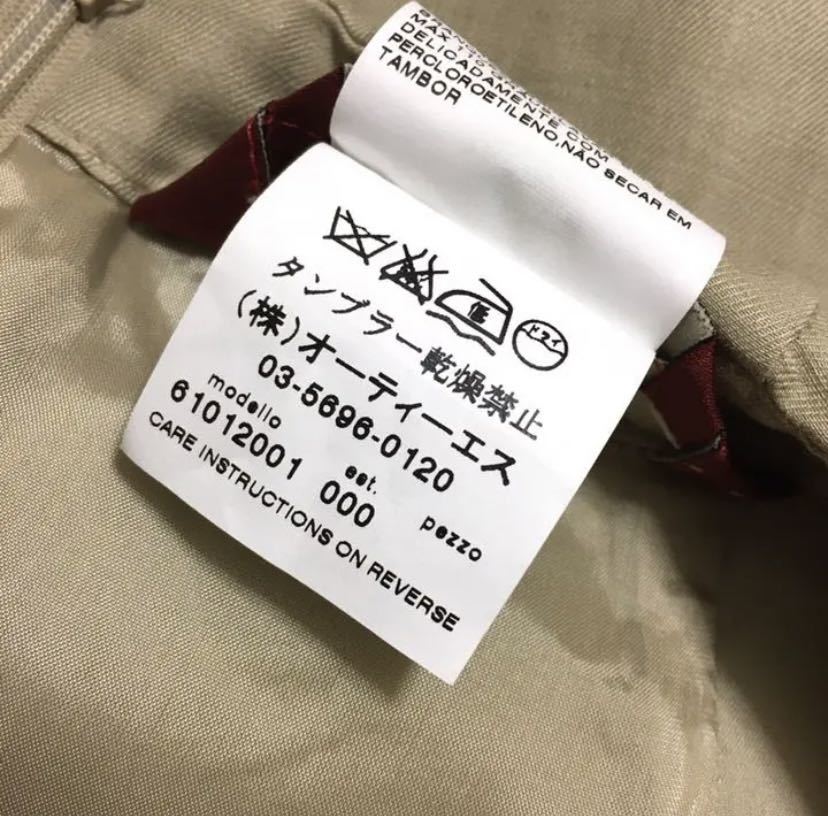 MAX 110
DELICADAMENTE COM
PERCLOROETILENO,NÃO SECAR EM
TAMBOR
低
ドライ
タンブラー乾燥禁止
(株)オーティーエス
03-5696-0120
modello est. pezzo
61012001 000
CARE INSTRUCTIONS ON REVERSE